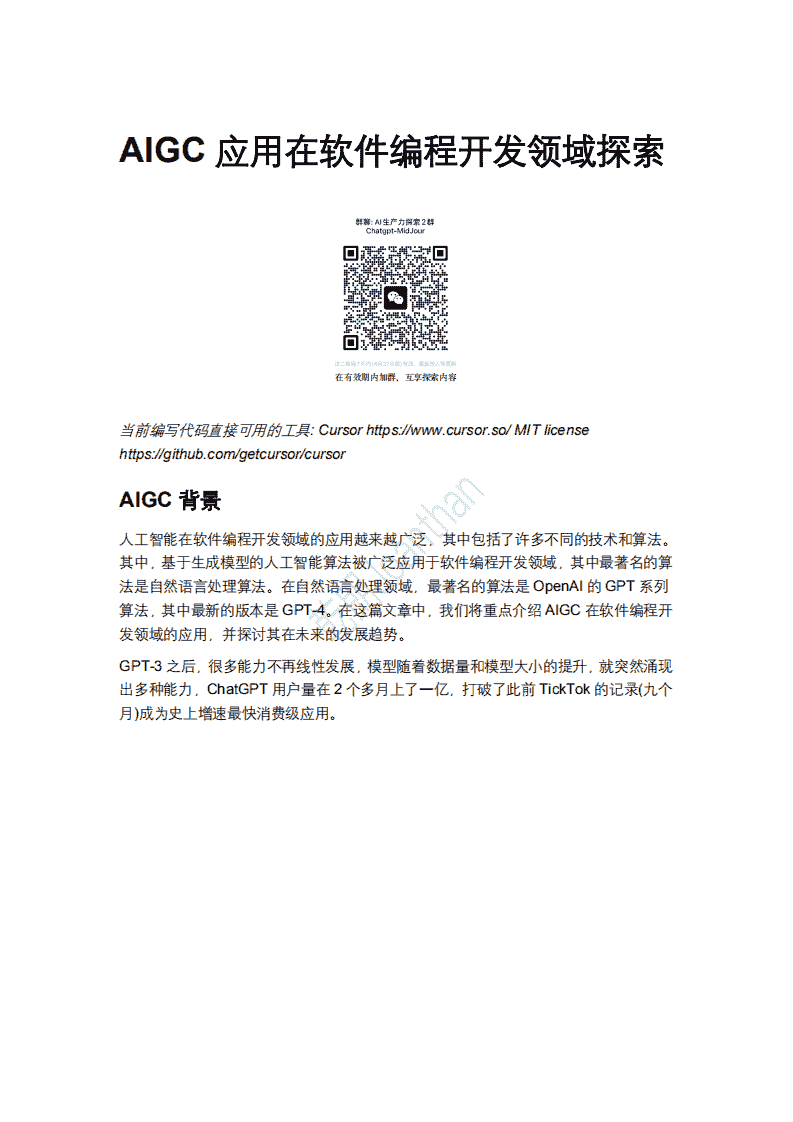 AIGC 应用在软件编程开发领域探索
群聊: AI生产力探索2群
Chatgpt-MidJour
在有效期内加群，互享探索内容
当前编写代码直接可用的工具: Cursor https://www.cursor.so/ MIT license
https://github.com/getcursor/cursor
AIGC 背景
人工智能在软件编程开发领域的应用越来越广泛，其中包括了许多不同的技术和算法。
其中，基于生成模型的人工智能算法被广泛应用于软件编程开发领域，其中最著名的算
法是自然语言处理算法。在自然语言处理领域，最著名的算法是 OpenAI 的 GPT 系列
算法，其中最新的版本是 GPT-4。在这篇文章中，我们将重点介绍 AIGC 在软件编程开
发领域的应用，并探讨其在未来的发展趋势。
GPT-3 之后，很多能力不再线性发展，模型随着数据量和模型大小的提升，就突然涌现
出多种能力，ChatGPT 用户量在 2 个多月上了一亿，打破了此前 TickTok 的记录(九个
月)成为史上增速最快消费级应用。